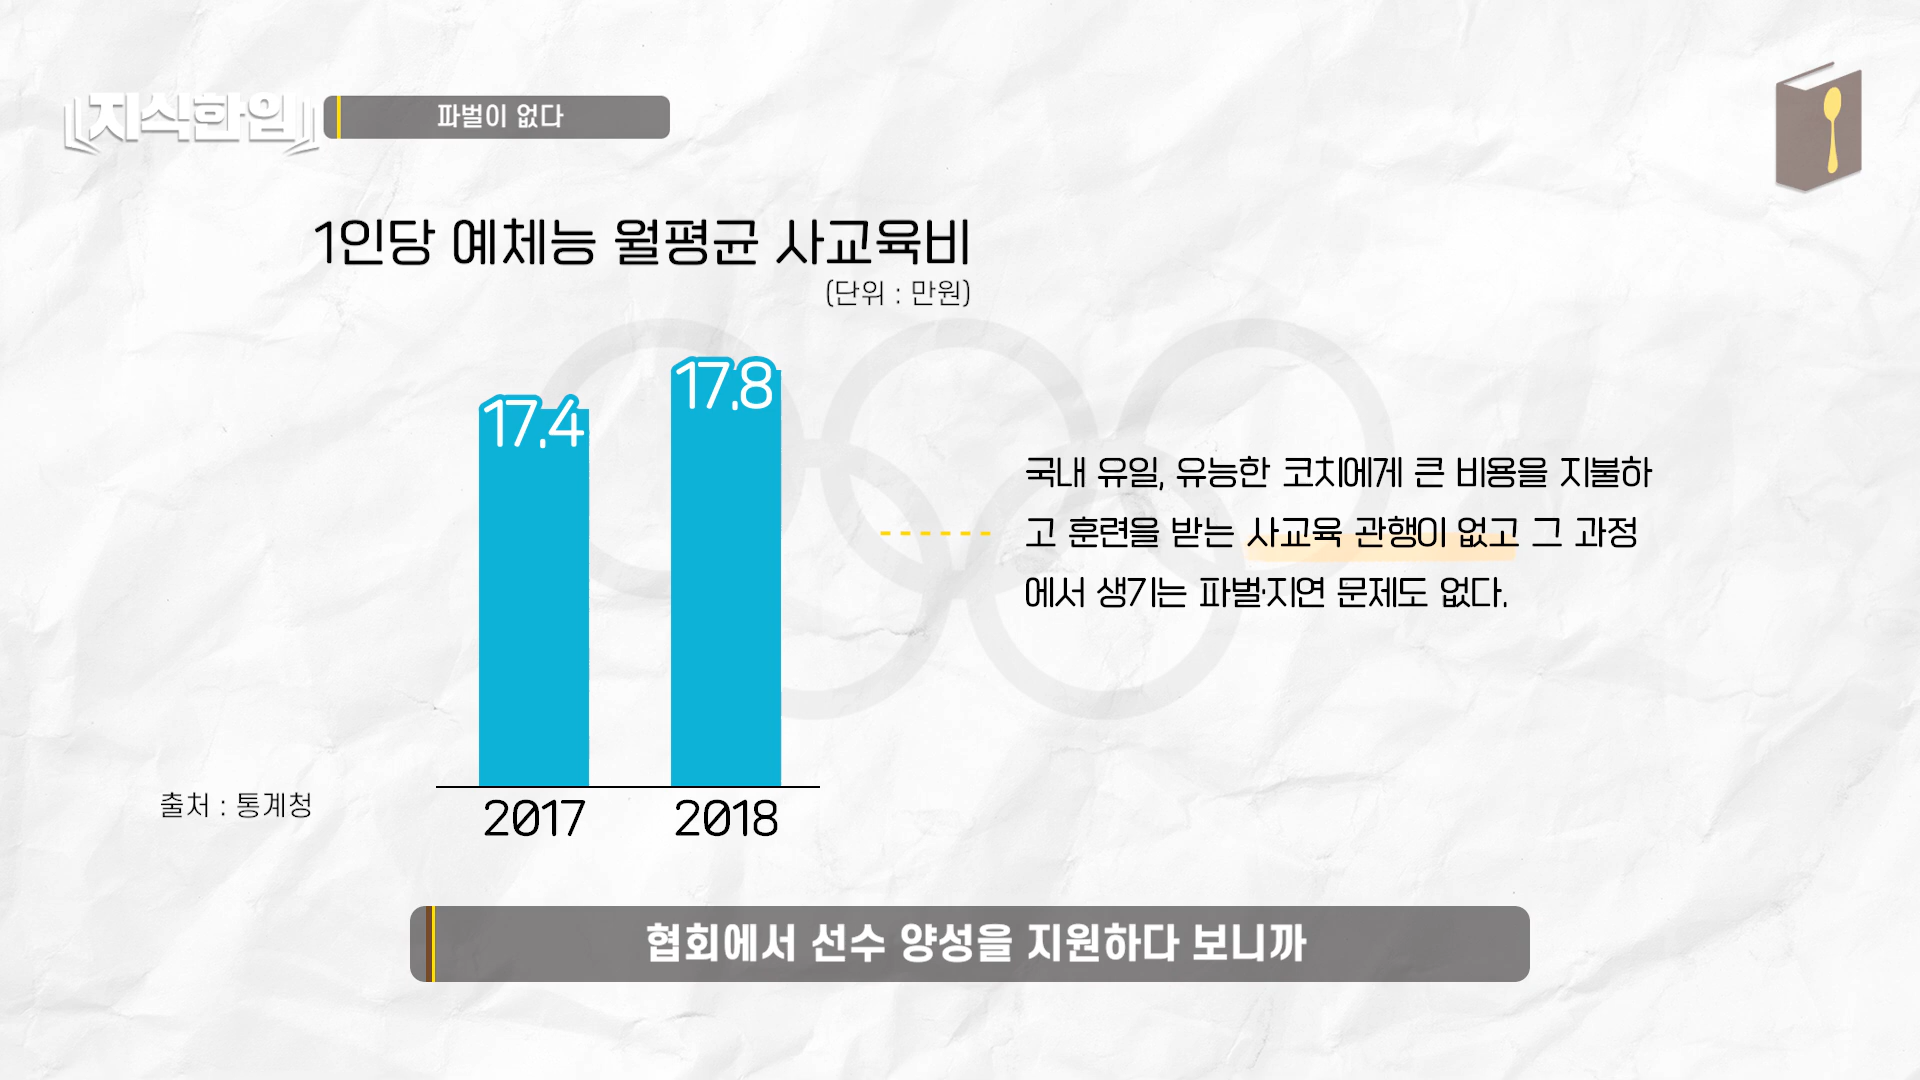 지식한입
파벌이 없다
1인당 예체능 월평균 사교육비
(단위 : 만원)
17.4
17.8
국내 유일, 유능한 코치에게 큰 비용을 지불하
고 훈련을 받는 사교육 관행이 없고 그 과정
에서 생기는 파벌·지연 문제도 없다.
출처 : 통계청
2017
2018
협회에서 선수 양성을 지원하다 보니까